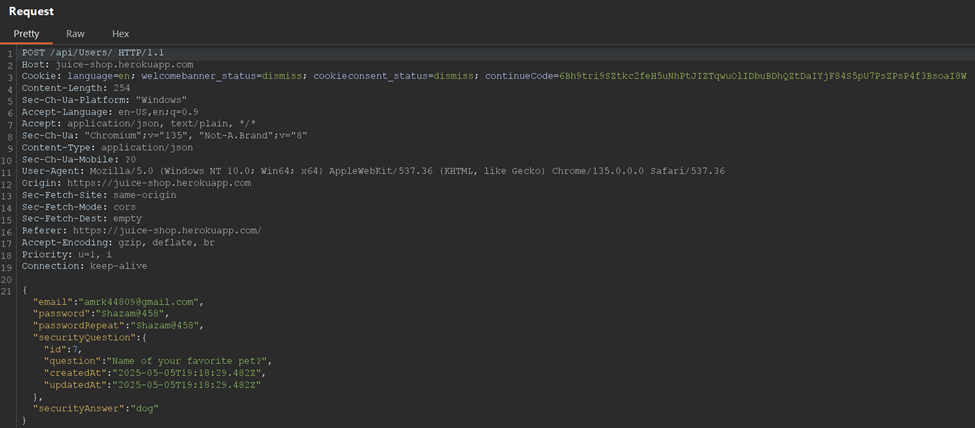 Request
Pretty Raw Hex
1 POST /api/Users/ HTTP/1.1
2 Host: juice-shop.herokuapp.com
3 Cookie: language=en; welcomebanner_status=dismiss; cookieconsent_status=dismiss; continueCode=6Bh9tri9SZtkc2feH5uNhPtJIZTqwuOlIDbuBDhQZtDaIYjF84S5pU7PsZPsP4f3BsoaI8W
4 Content-Length: 254
5 Sec-Ch-Ua-Platform: "Windows"
6 Accept-Language: en-US,en;q=0.9
7 Accept: application/json, text/plain, */*
8 Sec-Ch-Ua: "Chromium";v="135", "Not-A.Brand";v="8"
9 Content-Type: application/json
10 Sec-Ch-Ua-Mobile: ?0
11 User-Agent: Mozilla/5.0 (Windows NT 10.0; Win64; x64) AppleWebKit/537.36 (KHTML, like Gecko) Chrome/135.0.0.0 Safari/537.36
12 Origin: https://juice-shop.herokuapp.com
13 Sec-Fetch-Site: same-origin
14 Sec-Fetch-Mode: cors
15 Sec-Fetch-Dest: empty
16 Referer: https://juice-shop.herokuapp.com/
17 Accept-Encoding: gzip, deflate, br
18 Priority: u=1, i
19 Connection: keep-alive
20
21 {
"email":"amrk44809@gmail.com",
"password":"Shazam@458",
"passwordRepeat":"Shazam@458",
"securityQuestion":{
"id":7,
"question":"Name of your favorite pet?",
"createdAt":"2025-05-05T19:18:29.482Z",
"updatedAt":"2025-05-05T19:18:29.482Z"
},
"securityAnswer":"dog"
}